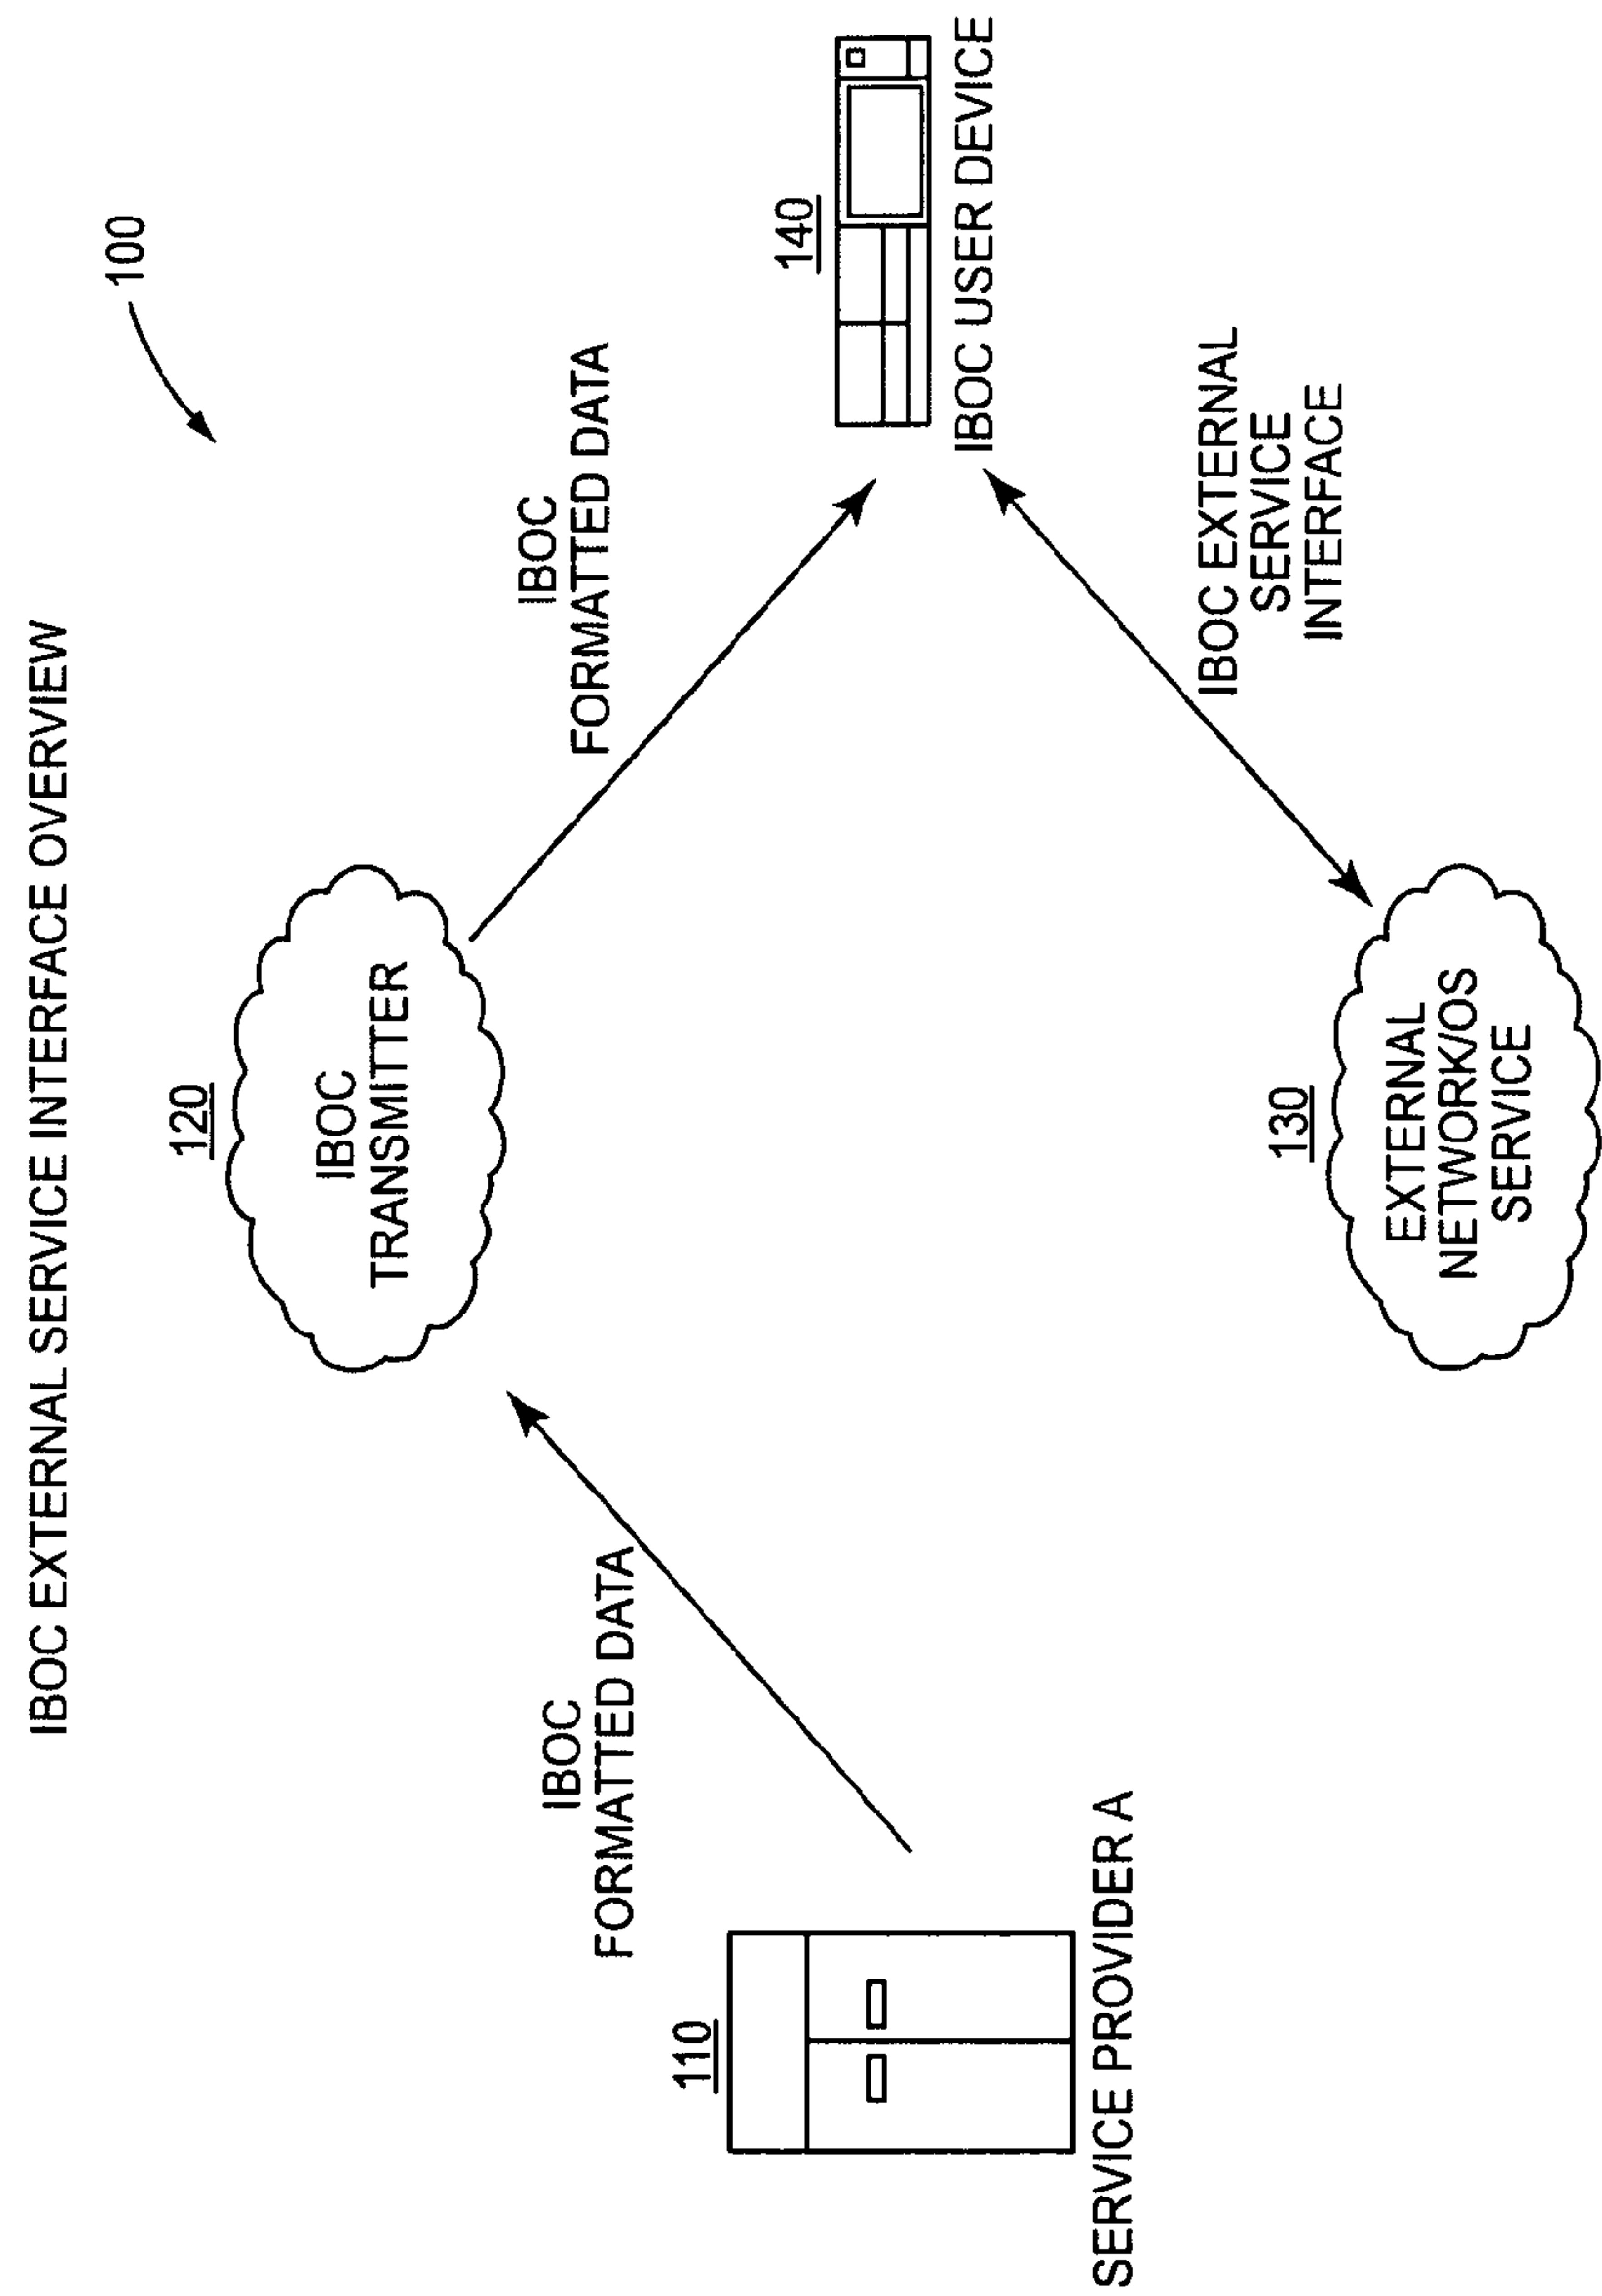 IBOC EXTERNAL SERVICE INTERFACE OVERVIEW
100
120
IBOC
TRANSMITTER
IBOC
FORMATTED DATA
IBOC
FORMATTED DATA
110
SERVICE PROVIDER A
140
IBOC USER DEVICE
IBOC EXTERNAL
SERVICE
INTERFACE
130
EXTERNAL
NETWORK/OS
SERVICE